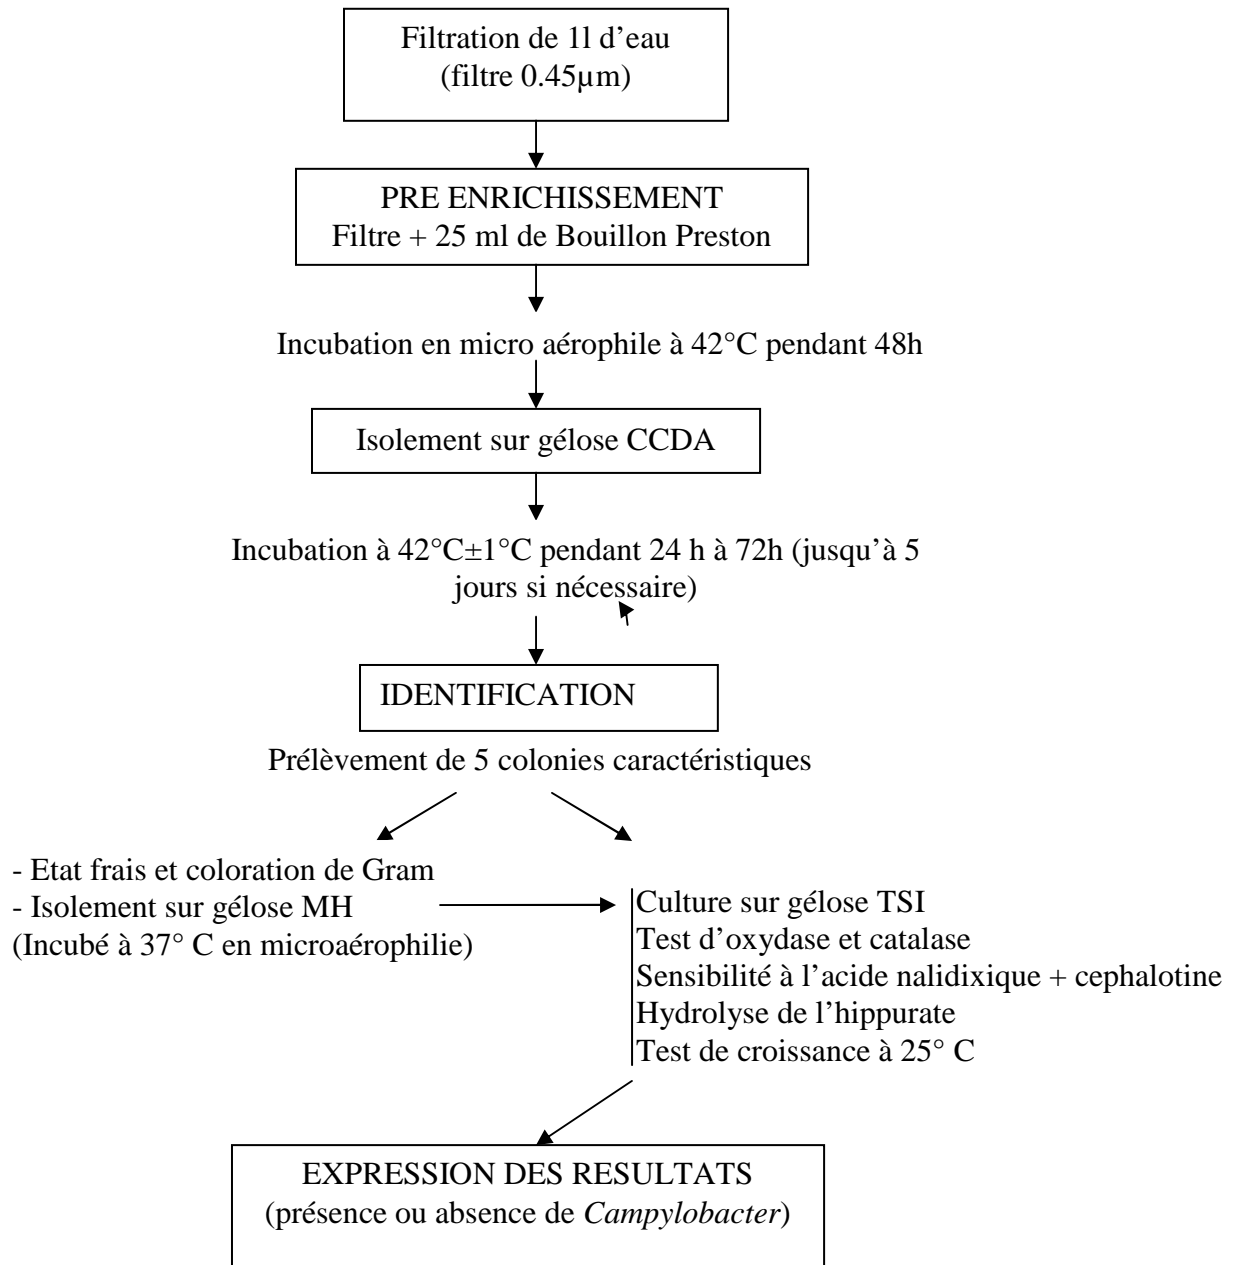 Filtration de 1l d’eau
(filtre 0.45µm)
PRE ENRICHISSEMENT
Filtre + 25 ml de Bouillon Preston
Incubation en micro aérophile à 42°C pendant 48h
Isolement sur gélose CCDA
Incubation à 42°C±1°C pendant 24 h à 72h (jusqu’à 5
jours si nécessaire)
IDENTIFICATION
Prélèvement de 5 colonies caractéristiques
- Etat frais et coloration de Gram
- Isolement sur gélose MH
(Incubé à 37° C en microaérophilie)
Culture sur gélose TSI
Test d’oxydase et catalase
Sensibilité à l’acide nalidixique + cephalotine
Hydrolyse de l’hippurate
Test de croissance à 25° C
EXPRESSION DES RESULTATS
(présence ou absence de Campylobacter)